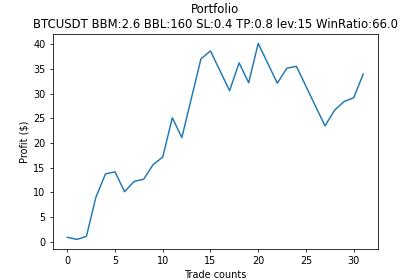 Portfolio
BTCUSDT BBM:2.6 BBL:160 SL:0.4 TP:0.8 lev:15 WinRatio:66.0
40
35
30
25
20
15
10
5
0
Profit ($)
0 5 10 15 20 25 30
Trade counts